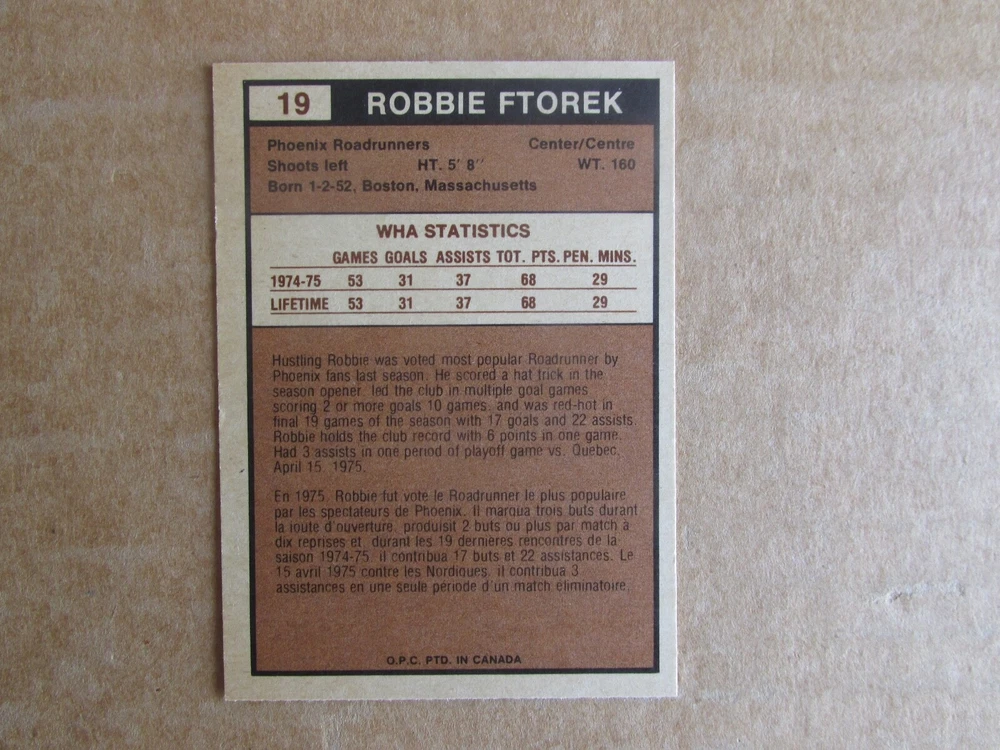 19 ROBBIE FTOREK
Phoenix Roadrunners Center/Centre
Shoots left HT. 5' 8'' WT. 160
Born 1-2-52, Boston, Massachusetts
WHA STATISTICS
GAMES GOALS ASSISTS TOT. PTS. PEN. MINS.
1974-75 53 31 37 68 29
LIFETIME 53 31 37 68 29
Hustling Robbie was voted most popular Roadrunner by
Phoenix fans last season. He scored a hat trick in the
season opener, led the club in multiple goal games,
scoring 2 or more goals 10 games, and was red-hot in
final 19 games of the season with 17 goals and 22 assists.
Robbie holds the club record with 6 points in one game.
Had 3 assists in one period of playoff game vs. Quebec,
April 15, 1975.
En 1975, Robbie fut voté le Roadrunner le plus populaire
par les spectateurs de Phoenix. Il marqua trois buts durant
la joute d'ouverture, produisit 2 buts ou plus par match à
dix reprises et, durant les 19 dernières rencontres de la
saison 1974-75, il contribua 17 buts et 22 assistances. Le
15 avril 1975 contre les Nordiques, il contribua 3
assistances en une seule période d'un match éliminatoire.
O.P.C. PTD. IN CANADA